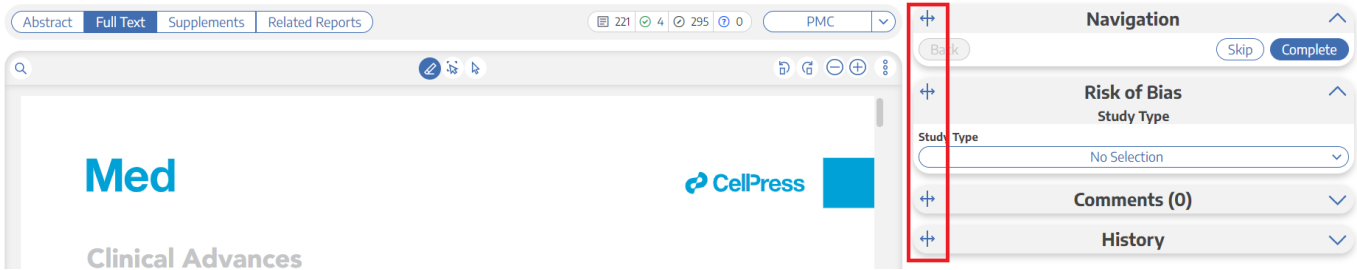 Abstract Full Text Supplements Related Reports 221 4 295 0 PMC
Med
CellPress
Clinical Advances
Navigation
Back Skip Complete
Risk of Bias
Study Type
Study Type
No Selection
Comments (0)
History